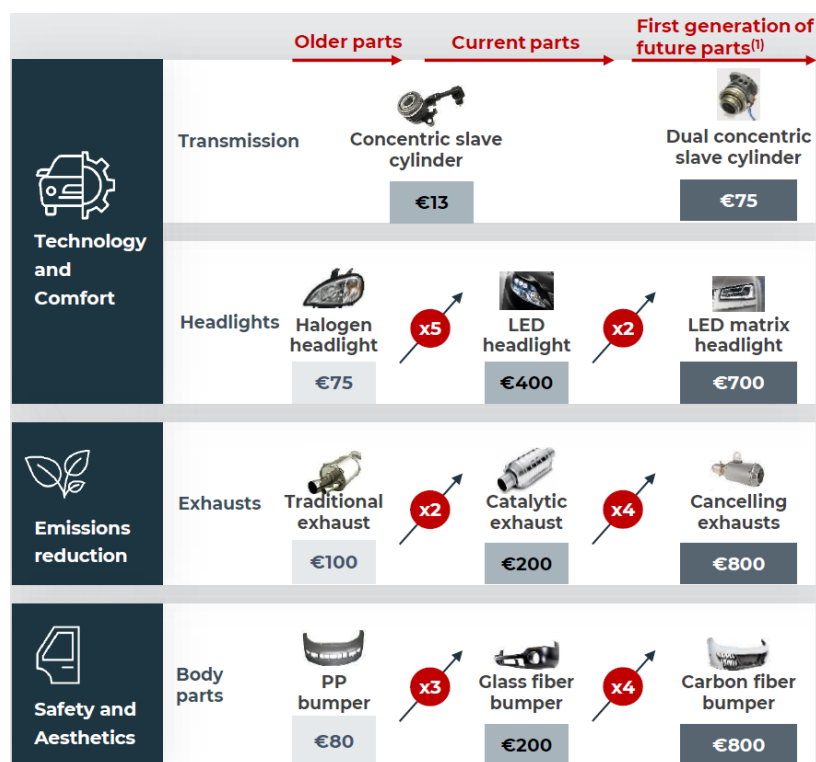 Older parts
Current parts
First generation of
future parts(1)
Technology
and
Comfort
Transmission
Concentric slave
cylinder
€13
Dual concentric
slave cylinder
€75
Headlights
Halogen
headlight
€75
x5
LED
headlight
€400
x2
LED matrix
headlight
€700
Emissions
reduction
Exhausts
Traditional
exhaust
€100
x2
Catalytic
exhaust
€200
x4
Cancelling
exhausts
€800
Safety and
Aesthetics
Body
parts
PP
bumper
€80
x3
Glass fiber
bumper
€200
x4
Carbon fiber
bumper
€800